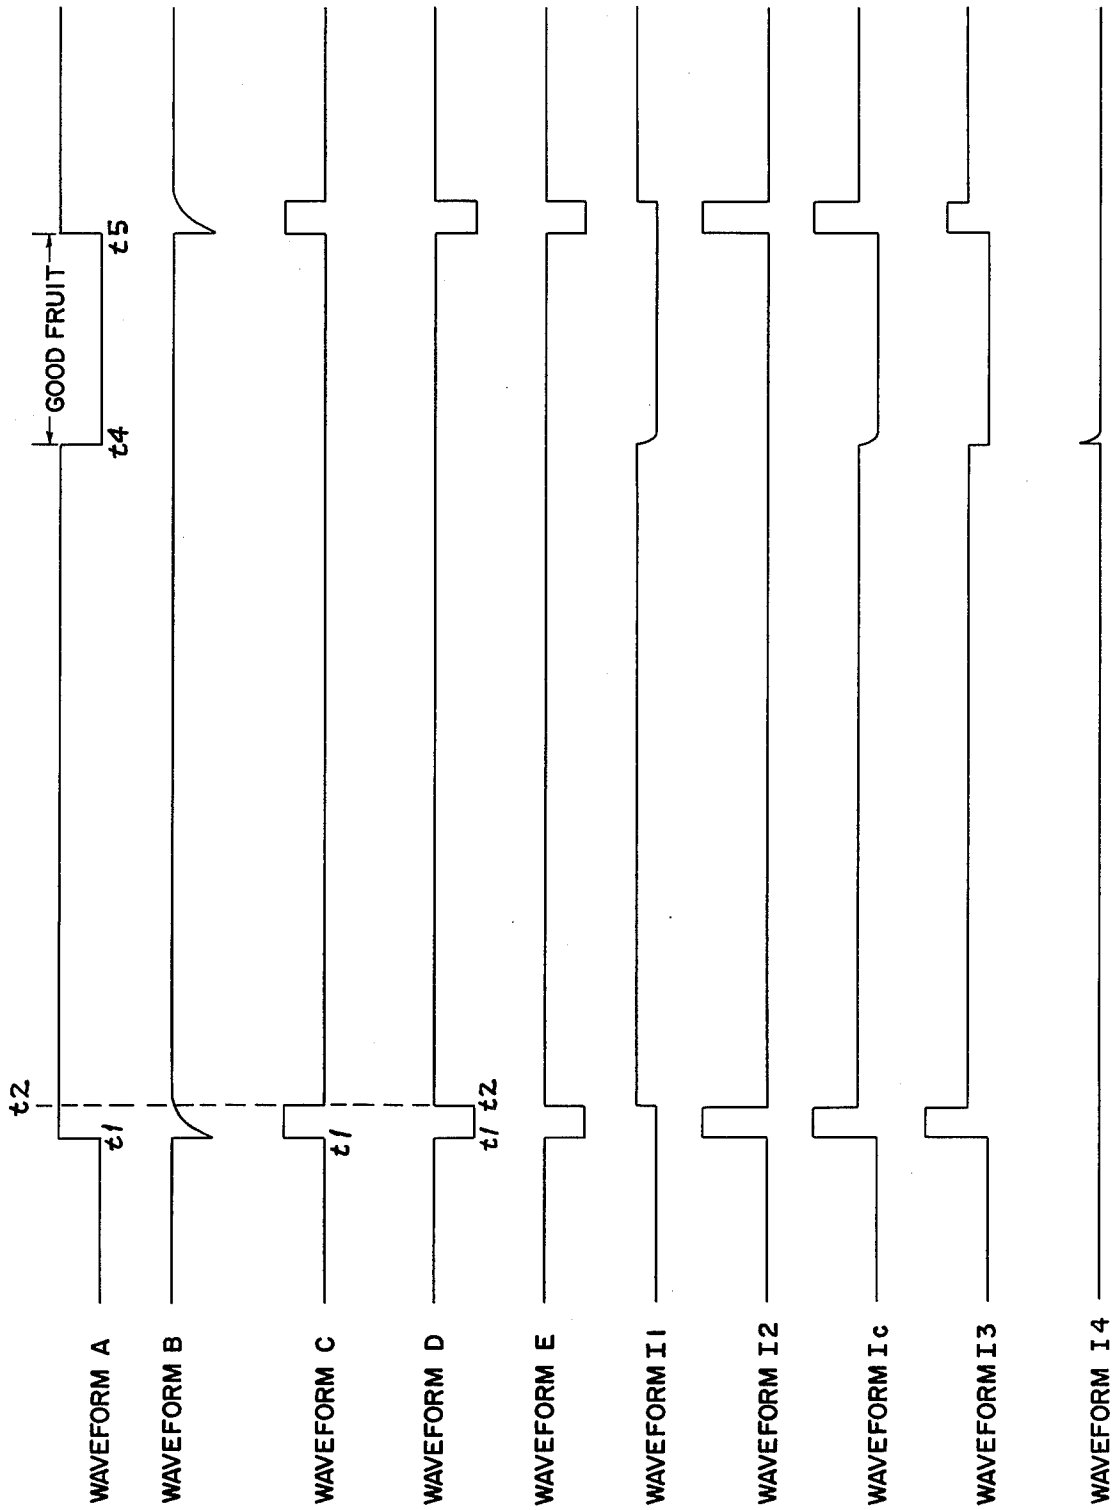 t2
GOOD FRUIT
WAVEFORM A
t1
t4
t5
WAVEFORM B
WAVEFORM C
t1
WAVEFORM D
t1
t2
WAVEFORM E
WAVEFORM I1
WAVEFORM I2
WAVEFORM Ic
WAVEFORM I3
WAVEFORM I4